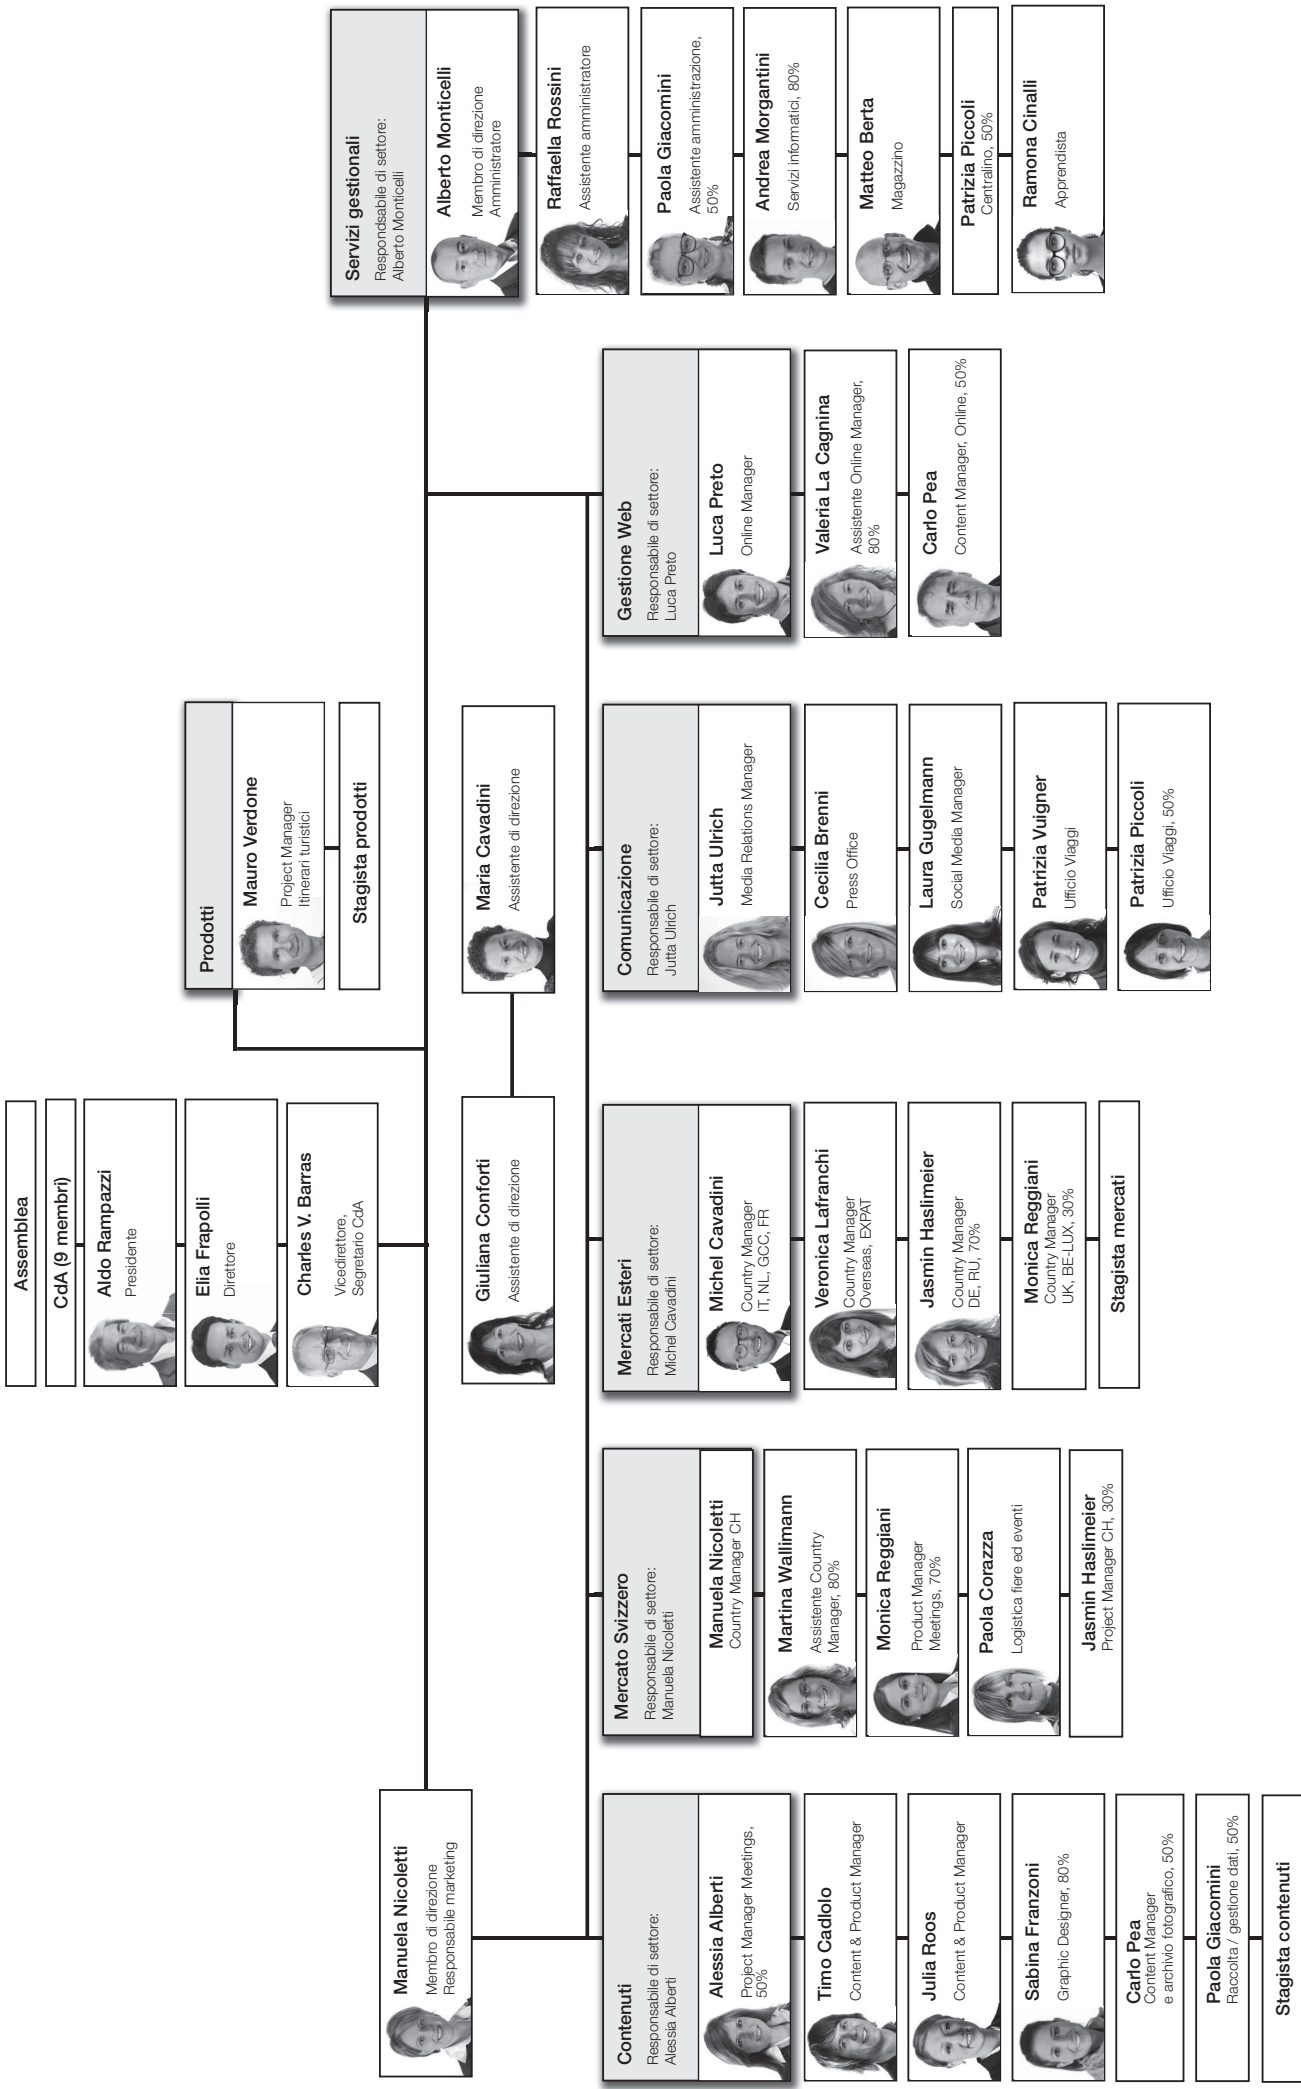 Assemblea
CdA (9 membri)
Aldo Rampazzi
Presidente
Elia Frapolli
Direttore
Charles V. Barras
Vicedirettore,
Segretario CdA
Prodotti
Mauro Verdone
Project Manager
Itinerari turistici
Stagista prodotti
Manuela Nicoletti
Membro di direzione
Responsabile marketing
Giuliana Conforti
Assistente di direzione
Maria Cavadini
Assistente di direzione
Contenuti
Responsabile di settore:
Alessia Alberti
Alessia Alberti
Project Manager Meetings,
50%
Timo Cadlolo
Content & Product Manager
Julia Roos
Content & Product Manager
Sabina Franzoni
Graphic Designer, 80%
Carlo Pea
Content Manager
e archivio fotografico, 50%
Paola Giacomini
Raccolta / gestione dati, 50%
Stagista contenuti
Mercato Svizzero
Responsabile di settore:
Manuela Nicoletti
Manuela Nicoletti
Country Manager CH
Martina Wallimann
Assistente Country
Manager, 80%
Monica Reggiani
Product Manager
Meetings, 70%
Paola Corazza
Logistica fiere ed eventi
Jasmin Haslimeier
Project Manager CH, 30%
Mercati Esteri
Responsabile di settore:
Michel Cavadini
Michel Cavadini
Country Manager
IT, NL, GCC, FR
Veronica Lafranchi
Country Manager
Overseas, EXPAT
Jasmin Haslimeier
Country Manager
DE, RU, 70%
Monica Reggiani
Country Manager
UK, BE-LUX, 30%
Stagista mercati
Comunicazione
Responsabile di settore:
Jutta Ulrich
Jutta Ulrich
Media Relations Manager
Cecilia Brenni
Press Office
Laura Gugelmann
Social Media Manager
Patrizia Vuigner
Ufficio Viaggi
Patrizia Piccoli
Ufficio Viaggi, 50%
Gestione Web
Responsabile di settore:
Luca Preto
Luca Preto
Online Manager
Valeria La Cagnina
Assistente Online Manager,
80%
Carlo Pea
Content Manager, Online, 50%
Servizi gestionali
Respondsabile di settore:
Alberto Monticelli
Alberto Monticelli
Membro di direzione
Amministratore
Raffaella Rossini
Assistente amministratore
Paola Giacomini
Assistente amministrazione,
50%
Andrea Morgantini
Servizi informatici, 80%
Matteo Berta
Magazzino
Patrizia Piccoli
Centralino, 50%
Ramona Cinalli
Apprendista